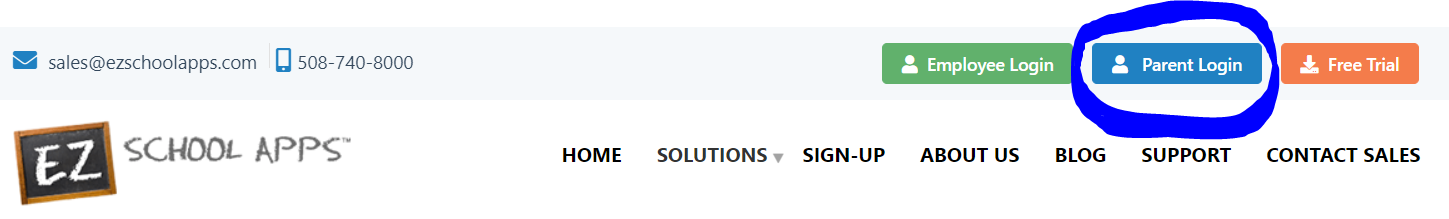 sales@ezschoolapps.com 508-740-8000 Employee Login Parent Login Free Trial
EZ SCHOOL APPS™
HOME SOLUTIONS SIGN-UP ABOUT US BLOG SUPPORT CONTACT SALES